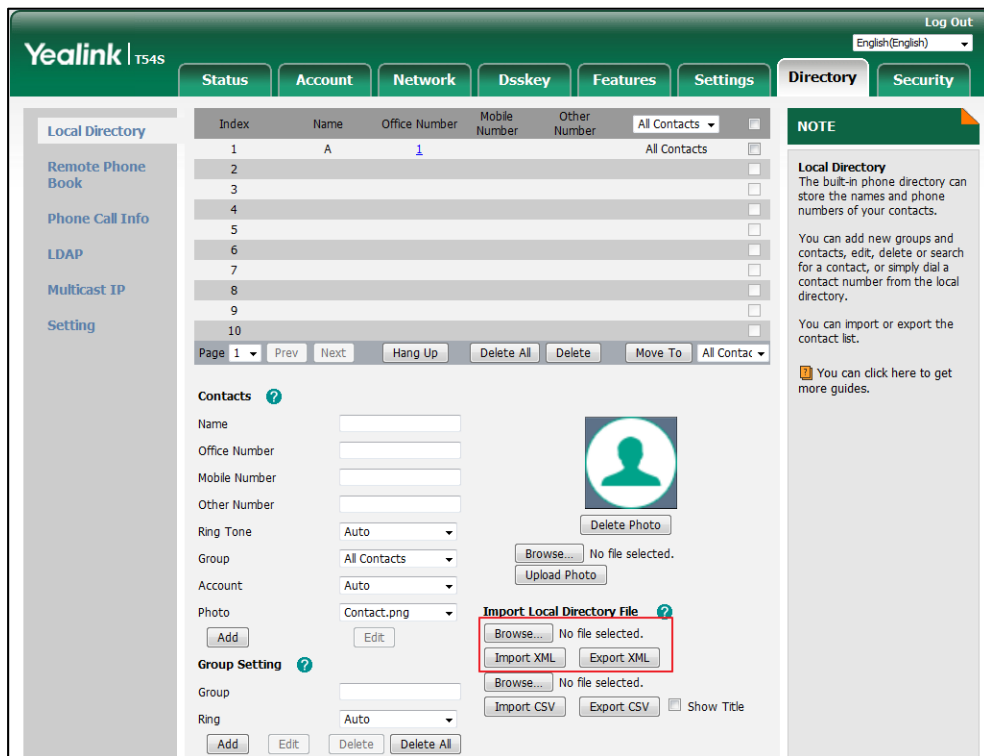 Log Out
Yealink T54S
English(English)
Status Account Network Dsskey Features Settings Directory Security
Local Directory
Remote Phone
Book
Phone Call Info
LDAP
Multicast IP
Setting
Index Name Office Number Mobile Number Other Number All Contacts
1 A 1 All Contacts
2
3
4
5
6
7
8
9
10
Page 1 Prev Next Hang Up Delete All Delete Move To All Contac
Contacts ?
Name
Office Number
Mobile Number
Other Number
Ring Tone Auto
Group All Contacts
Account Auto
Photo Contact.png
Add Edit
Group Setting ?
Group
Ring Auto
Add Edit Delete Delete All
Delete Photo
Browse... No file selected.
Upload Photo
Import Local Directory File ?
Browse... No file selected.
Import XML Export XML
Browse... No file selected.
Import CSV Export CSV Show Title
NOTE
Local Directory
The built-in phone directory can
store the names and phone
numbers of your contacts.
You can add new groups and
contacts, edit, delete or search
for a contact, or simply dial a
contact number from the local
directory.
You can import or export the
contact list.
? You can click here to get
more guides.